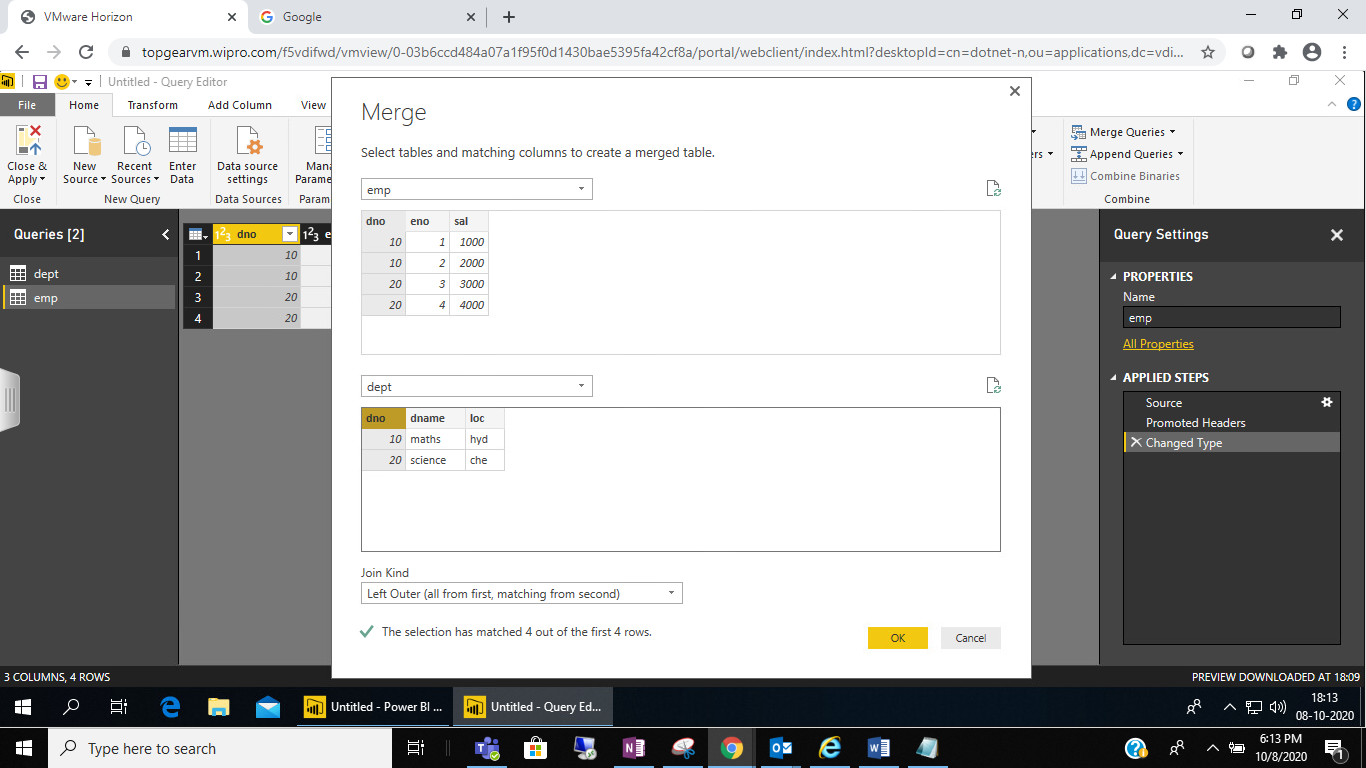 VMware Horizon
Google
topgearvm.wipro.com/f5vdifwd/vmview/0-03b6ccd484a07a1f95f0d1430bae5395fa42cf8a/portal/webclient/index.html?desktopId=cn=dotnet-n,ou=applications,dc=vdi...
Untitled - Query Editor
File Home Transform Add Column View
Close & Apply
New Source
Recent Sources
Enter Data
Data source settings
Mana
Parame
Close
New Query
Data Sources
Param
ers
Merge Queries
Append Queries
Combine Binaries
Combine
Queries [2]
dept
emp
123 dno 123 e
1 10
2 10
3 20
4 20
Merge
Select tables and matching columns to create a merged table.
emp
dno eno sal
10 1 1000
10 2 2000
20 3 3000
20 4 4000
dept
dno dname loc
10 maths hyd
20 science che
Join Kind
Left Outer (all from first, matching from second)
The selection has matched 4 out of the first 4 rows.
OK
Cancel
Query Settings
PROPERTIES
Name
emp
All Properties
APPLIED STEPS
Source
Promoted Headers
Changed Type
3 COLUMNS, 4 ROWS
PREVIEW DOWNLOADED AT 18:09
Untitled - Power BI ...
Untitled - Query Ed...
18:13
08-10-2020
Type here to search
6:13 PM
10/8/2020
1